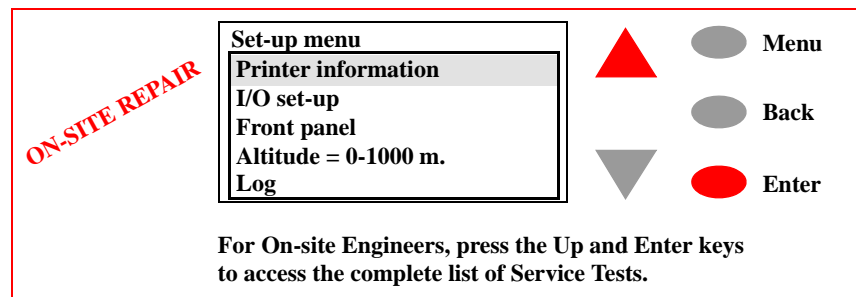 ON-SITE REPAIR
Set-up menu
Printer information
I/O set-up
Front panel
Altitude = 0-1000 m.
Log
Menu
Back
Enter
For On-site Engineers, press the Up and Enter keys
to access the complete list of Service Tests.